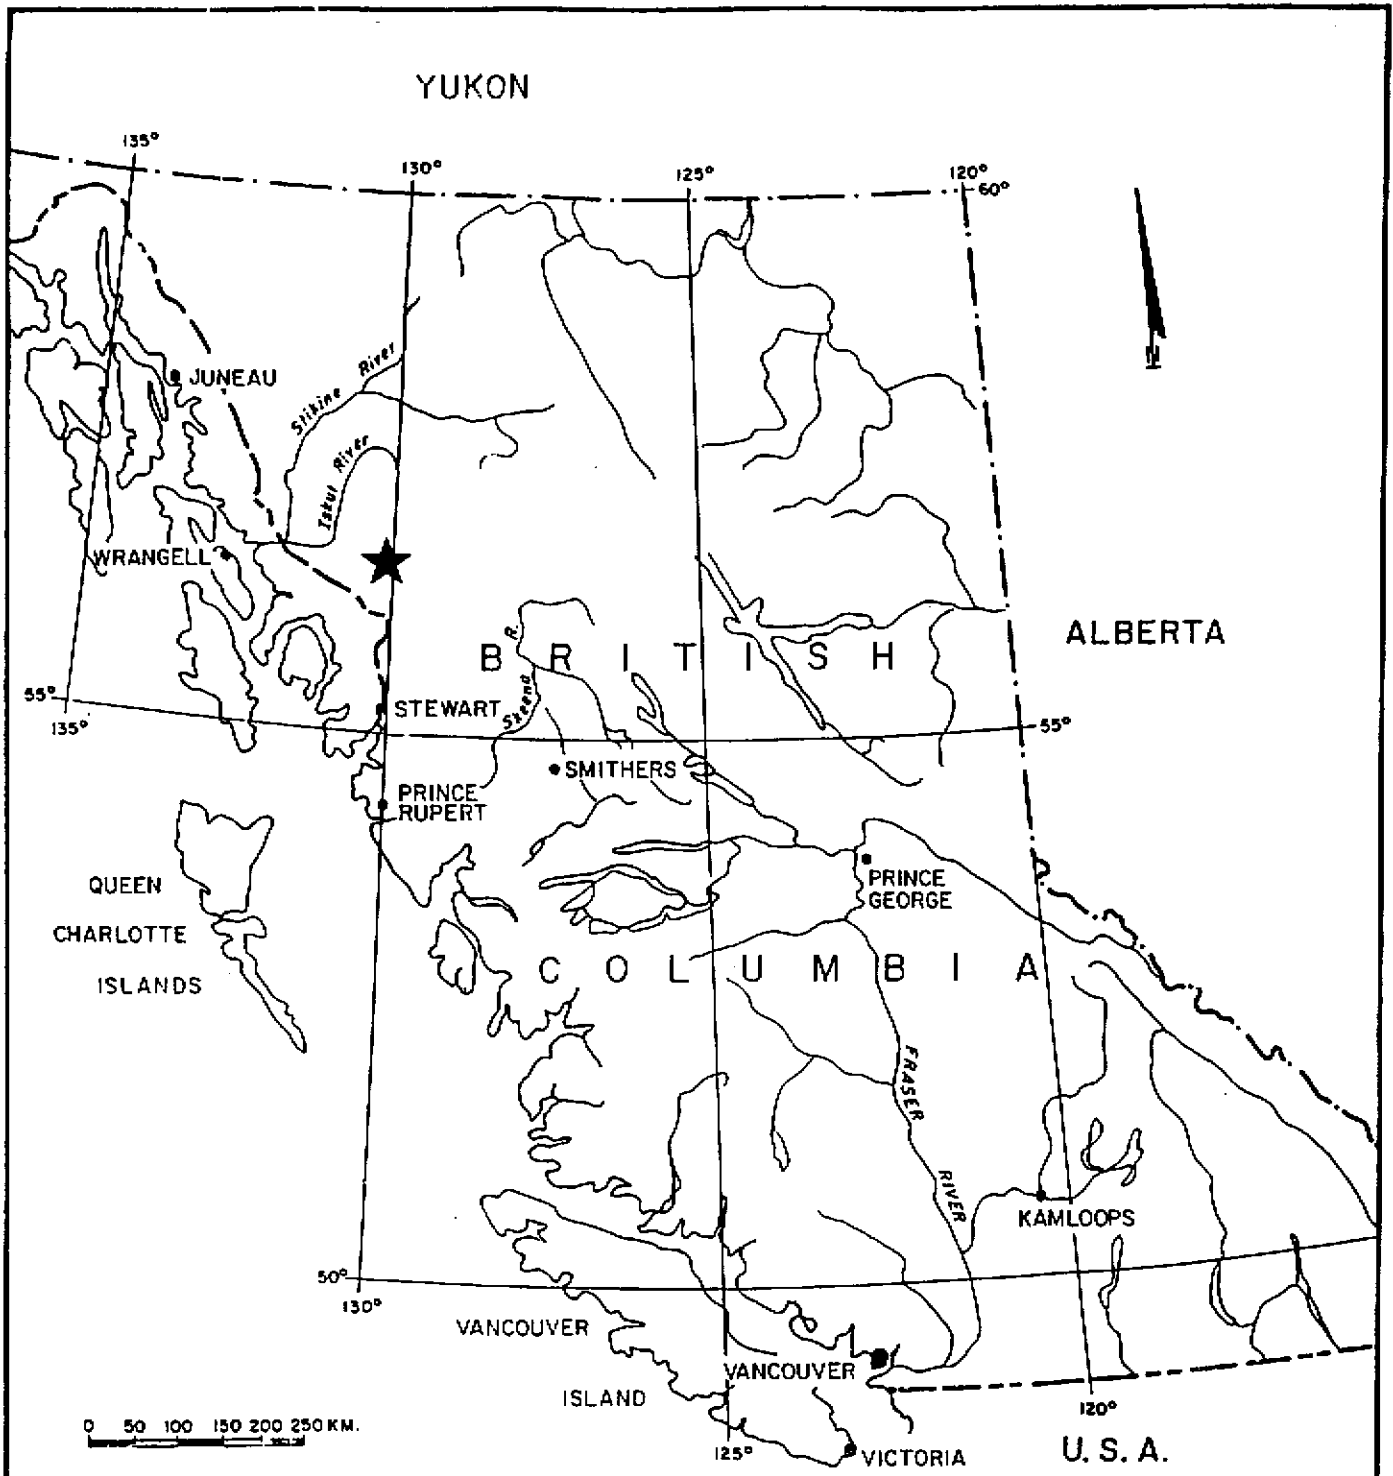 YUKON
135°
130°
125°
120°
60°
N
JUNEAU
Stikine River
Iskut River
WRANGELL
ALBERTA
BRITISH
Skeena R.
55°
135°
STEWART
55°
SMITHERS
PRINCE
RUPERT
QUEEN
CHARLOTTE
ISLANDS
PRINCE
GEORGE
COLUMBIA
FRASER
RIVER
KAMLOOPS
50°
130°
VANCOUVER
ISLAND
VANCOUVER
120°
0 50 100 150 200 250 KM.
125°
VICTORIA
U.S.A.